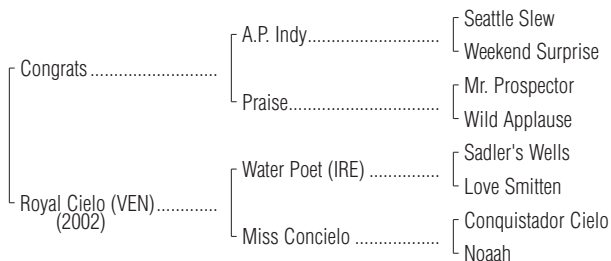 Seattle Slew
A.P. Indy
Weekend Surprise
Congrats
Mr. Prospector
Praise
Wild Applause
Sadler's Wells
Water Poet (IRE)
Love Smitten
Royal Cielo (VEN)
(2002)
Conquistador Cielo
Miss Concielo
Noaah